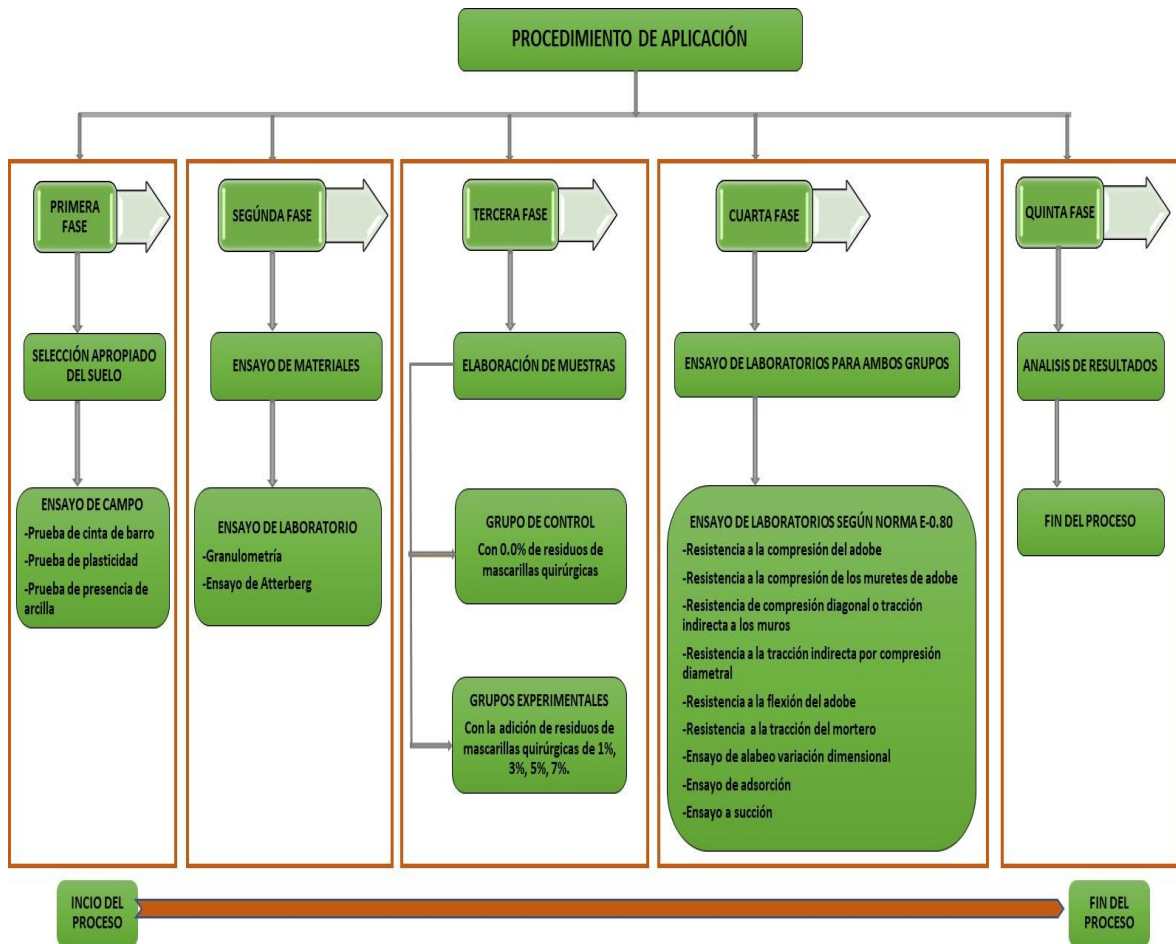 PROCEDIMIENTO DE APLICACIÓN
PRIMERA
FASE
SELECCIÓN APROPIADO
DEL SUELO
ENSAYO DE CAMPO
-Prueba de cinta de barro
-Prueba de plasticidad
-Prueba de presencia de
arcilla
SEGÚNDA FASE
ENSAYO DE MATERIALES
ENSAYO DE LABORATORIO
-Granulometría
-Ensayo de Atterberg
TERCERA FASE
ELABORACIÓN DE MUESTRAS
GRUPO DE CONTROL
Con 0.0% de residuos de
mascarillas quirúrgicas
GRUPOS EXPERIMENTALES
Con la adición de residuos de
mascarillas quirúrgicas de 1%,
3%, 5%, 7%.
CUARTA FASE
ENSAYO DE LABORATORIOS PARA AMBOS GRUPOS
ENSAYO DE LABORATORIOS SEGÚN NORMA E-0.80
-Resistencia a la compresión del adobe
-Resistencia a la compresión de los muretes de adobe
-Resistencia de compresión diagonal o tracción
indirecta a los muros
-Resistencia a la tracción indirecta por compresión
diametral
-Resistencia a la flexión del adobe
-Resistencia a la tracción del mortero
-Ensayo de alabeo variación dimensional
-Ensayo de adsorción
-Ensayo a succión
QUINTA FASE
ANALISIS DE RESULTADOS
FIN DEL PROCESO
INCIO DEL
PROCESO
FIN DEL
PROCESO